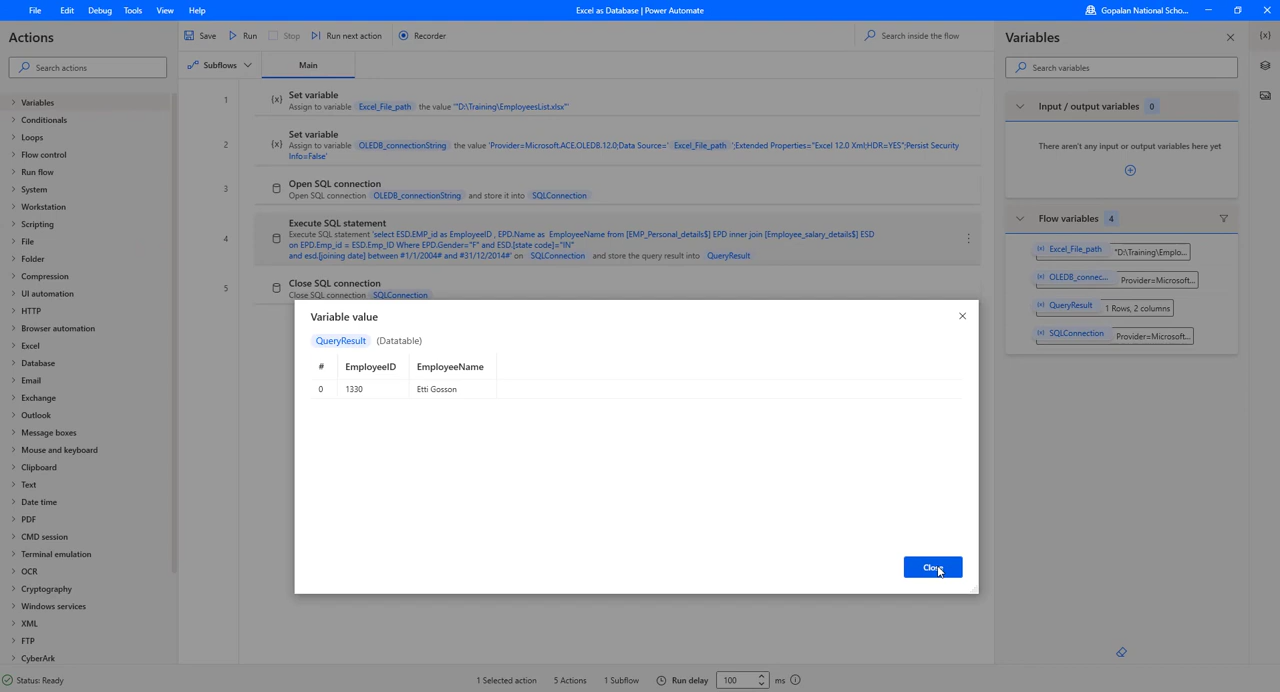 File Edit Debug Tools View Help Excel as Database | Power Automate Gopalan National Scho...
Actions
Save Run Stop Run next action Recorder Search inside the flow
Variables
{x}
Search actions
Subflows Main
Search variables
Variables
Conditionals
Loops
Flow control
Run flow
System
Workstation
Scripting
File
Folder
Compression
UI automation
HTTP
Browser automation
Excel
Database
Email
Exchange
Outlook
Message boxes
Mouse and keyboard
Clipboard
Text
Date time
PDF
CMD session
Terminal emulation
OCR
Cryptography
Windows services
XML
FTP
CyberArk
1 {x} Set variable
Assign to variable Excel_File_path the value '"D:\Training\EmployeesList.xlsx"'
2 {x} Set variable
Assign to variable OLEDB_connectionString the value 'Provider=Microsoft.ACE.OLEDB.12.0;Data Source=' Excel_File_path ';Extended Properties="Excel 12.0 Xml;HDR=YES";Persist Security
Info=False'
3 Open SQL connection
Open SQL connection OLEDB_connectionString and store it into SQLConnection
4 Execute SQL statement
Execute SQL statement 'select ESD.EMP_id as EmployeeID , EPD.Name as EmployeeName from [EMP_Personal_details$] EPD inner join [Employee_salary_details$] ESD
on EPD.Emp_id = ESD.Emp_ID Where EPD.Gender="F" and ESD.[state code]="IN"
and esd.[joining date] between #1/1/2004# and #31/12/2014#' on SQLConnection and store the query result into QueryResult
5 Close SQL connection
Close SQL connection SQLConnection
Variable value
QueryResult (Datatable)
# EmployeeID EmployeeName
0 1330 Etti Gosson
Close
Input / output variables 0
There aren't any input or output variables here yet
Flow variables 4
{x} Excel_File_path "D:\Training\Emplo...
{x} OLEDB_connec... Provider=Microsoft...
{x} QueryResult 1 Rows, 2 columns
{x} SQLConnection Provider=Microsoft...
Status: Ready 1 Selected action 5 Actions 1 Subflow Run delay 100 ms